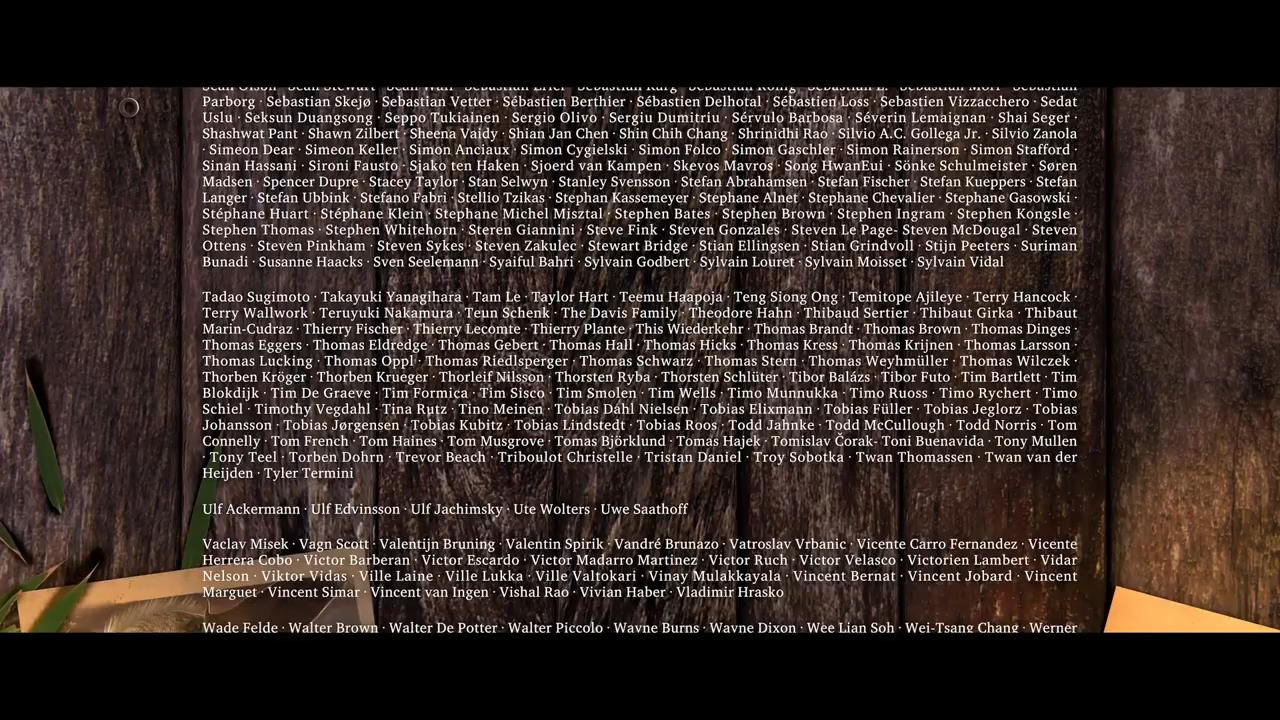 Parborg · Sebastian Skejø · Sebastian Vetter · Sébastien Berthier · Sébastien Delhotal · Sébastien Loss · Sebastien Vizzacchero · Sedat
Uslu · Seksun Duangsong · Seppo Tukiainen · Sergio Olivo · Sergiu Dumitriu · Sérvulo Barbosa · Séverin Lemaignan · Shai Seger ·
Shashwat Pant · Shawn Zilbert · Sheena Vaidy · Shian Jan Chen · Shin Chih Chang · Shrinidhi Rao · Silvio A.C. Gollega Jr. · Silvio Zanola
· Simeon Dear · Simeon Keller · Simon Anciaux · Simon Cygielski · Simon Folco · Simon Gaschler · Simon Rainerson · Simon Stafford ·
Sinan Hassani · Sironi Fausto · Sjako ten Haken · Sjoerd van Kampen · Skevos Mavros · Song HwanEui · Sönke Schulmeister · Søren
Madsen · Spencer Dupre · Stacey Taylor · Stan Selwyn · Stanley Svensson · Stefan Abrahamsen · Stefan Fischer · Stefan Kueppers · Stefan
Langer · Stefan Ubbink · Stefano Fabri · Stellio Tzikas · Stephan Kassemeyer · Stephane Alnet · Stephane Chevalier · Stephane Gasowski ·
Stéphane Huart · Stéphane Klein · Stephane Michel Misztal · Stephen Bates · Stephen Brown · Stephen Ingram · Stephen Kongsle ·
Stephen Thomas · Stephen Whitehorn · Steren Giannini · Steve Fink · Steven Gonzales · Steven Le Page- Steven McDougal · Steven
Ottens · Steven Pinkham · Steven Sykes · Steven Zakulec · Stewart Bridge · Stian Ellingsen · Stian Grindvoll · Stijn Peeters · Suriman
Bunadi · Susanne Haacks · Sven Seelemann · Syaiful Bahri · Sylvain Godbert · Sylvain Louret · Sylvain Moisset · Sylvain Vidal
Tadao Sugimoto · Takayuki Yanagihara · Tam Le · Taylor Hart · Teemu Haapoja · Teng Siong Ong · Temitope Ajileye · Terry Hancock ·
Terry Wallwork · Teruyuki Nakamura · Teun Schenk · The Davis Family · Theodore Hahn · Thibaud Sertier · Thibaut Girka · Thibaut
Marin-Cudraz · Thierry Fischer · Thierry Lecomte · Thierry Plante · This Wiederkehr · Thomas Brandt · Thomas Brown · Thomas Dinges ·
Thomas Eggers · Thomas Eldredge · Thomas Gebert · Thomas Hall · Thomas Hicks · Thomas Kress · Thomas Krijnen · Thomas Larsson ·
Thomas Lucking · Thomas Oppl · Thomas Riedlsperger · Thomas Schwarz · Thomas Stern · Thomas Weyhmüller · Thomas Wilczek ·
Thorben Kröger · Thorben Krueger · Thorleif Nilsson · Thorsten Ryba · Thorsten Schlüter · Tibor Balázs · Tibor Futo · Tim Bartlett · Tim
Blokdijk · Tim De Graeve · Tim Formica · Tim Sisco · Tim Smolen · Tim Wells · Timo Munnukka · Timo Ruoss · Timo Rychert · Timo
Schiel · Timothy Vegdahl · Tina Rutz · Tino Meinen · Tobias Dáhl Nielsen · Tobias Elixmann · Tobias Füller · Tobias Jeglorz · Tobias
Johansson · Tobias Jørgensen · Tobias Kubitz · Tobias Lindstedt · Tobias Roos · Todd Jahnke · Todd McCullough · Todd Norris · Tom
Connelly · Tom French · Tom Haines · Tom Musgrove · Tomas Björklund · Tomas Hajek · Tomislav Čorak- Toni Buenavida · Tony Mullen
· Tony Teel · Torben Dohrn · Trevor Beach · Triboulot Christelle · Tristan Daniel · Troy Sobotka · Twan Thomassen · Twan van der
Heijden · Tyler Termini
Ulf Ackermann · Ulf Edvinsson · Ulf Jachimsky · Ute Wolters · Uwe Saathoff
Vaclav Misek · Vagn Scott · Valentijn Bruning · Valentin Spirik · Vandré Brunazo · Vatroslav Vrbanic · Vicente Carro Fernandez · Vicente
Herrera Cobo · Victor Barberan · Victor Escardo · Victor Madarro Martinez · Victor Ruch · Victor Velasco · Victorien Lambert · Vidar
Nelson · Viktor Vidas · Ville Laine · Ville Lukka · Ville Valtokari · Vinay Mulakkayala · Vincent Bernat · Vincent Jobard · Vincent
Marguet · Vincent Simar · Vincent van Ingen · Vishal Rao · Vivian Haber · Vladimir Hrasko
Wade Felde · Walter Brown · Walter De Potter · Walter Piccolo · Wayne Burns · Wayne Dixon · Wee Lian Soh · Wei-Tsang Chang · Werner